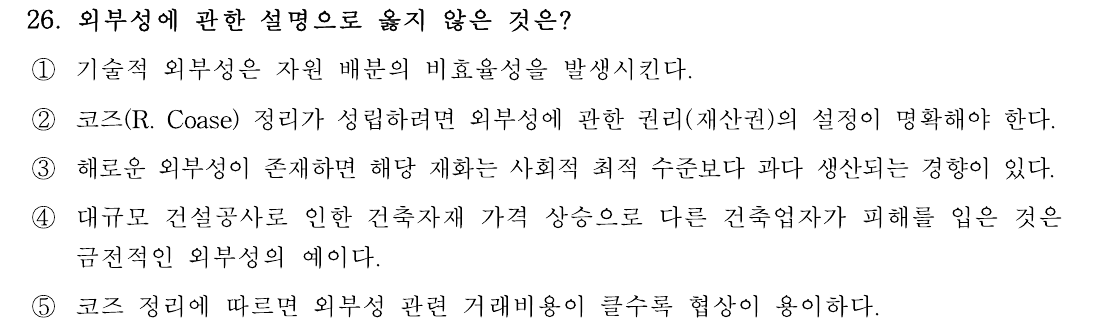 26. 외부성에 관한 설명으로 옳지 않은 것은?
① 기술적 외부성은 자원 배분의 비효율성을 발생시킨다.
② 코즈(R. Coase) 정리가 성립하려면 외부성에 관한 권리(재산권)의 설정이 명확해야 한다.
③ 해로운 외부성이 존재하면 해당 재화는 사회적 최적 수준보다 과다 생산되는 경향이 있다.
④ 대규모 건설공사로 인한 건축자재 가격 상승으로 다른 건축업자가 피해를 입은 것은
금전적인 외부성의 예이다.
⑤ 코즈 정리에 따르면 외부성 관련 거래비용이 클수록 협상이 용이하다.